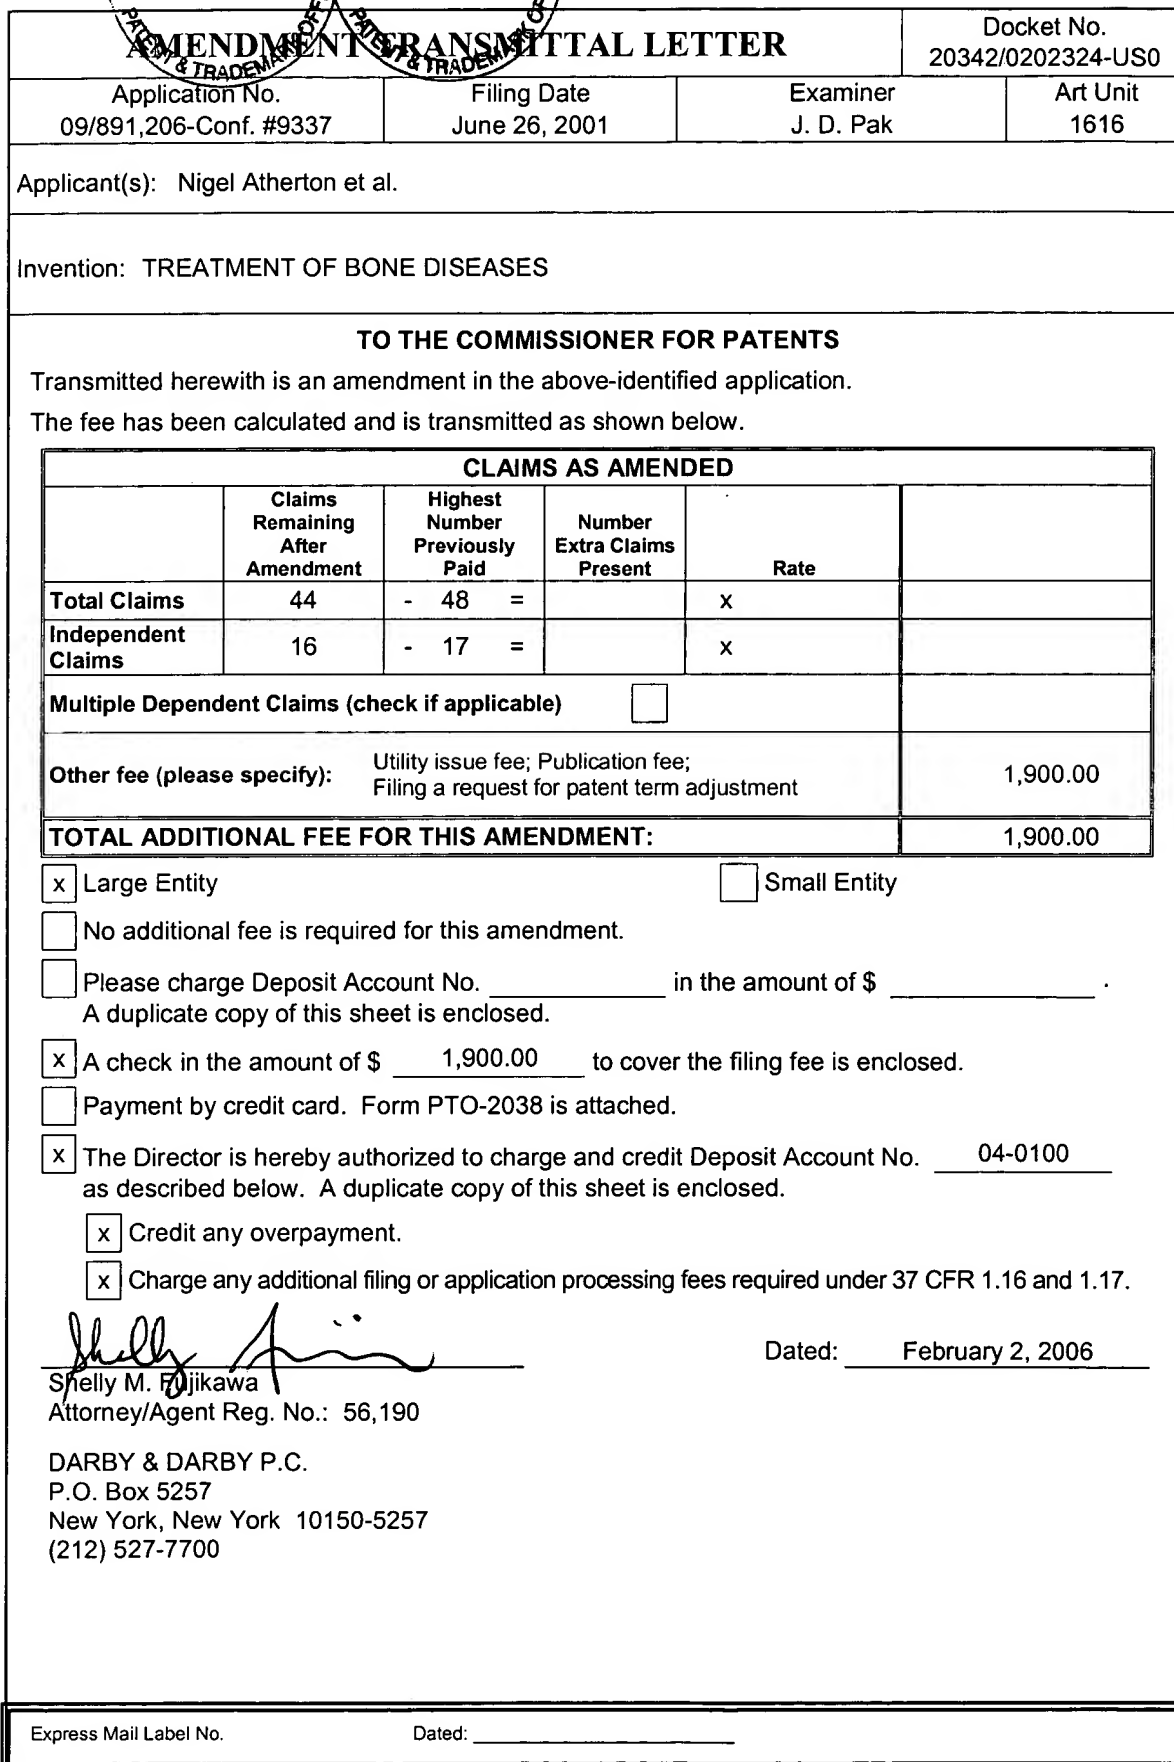 PATENT & TRADEMARK OFF
PATENT & TRADEMARK OF
AMENDMENT TRANSMITTAL LETTER
Docket No.
20342/0202324-US0
Application No.
09/891,206-Conf. #9337
Filing Date
June 26, 2001
Examiner
J. D. Pak
Art Unit
1616
Applicant(s): Nigel Atherton et al.
Invention: TREATMENT OF BONE DISEASES
TO THE COMMISSIONER FOR PATENTS
Transmitted herewith is an amendment in the above-identified application.
The fee has been calculated and is transmitted as shown below.
CLAIMS AS AMENDED
Claims
Remaining
After
Amendment
Highest
Number
Previously
Paid
Number
Extra Claims
Present
Rate
Total Claims 44 - 48 = x
Independent
Claims 16 - 17 = x
Multiple Dependent Claims (check if applicable)
Other fee (please specify): Utility issue fee; Publication fee;
Filing a request for patent term adjustment 1,900.00
TOTAL ADDITIONAL FEE FOR THIS AMENDMENT: 1,900.00
x Large Entity Small Entity
No additional fee is required for this amendment.
Please charge Deposit Account No. in the amount of $ .
A duplicate copy of this sheet is enclosed.
x A check in the amount of $ 1,900.00 to cover the filing fee is enclosed.
Payment by credit card. Form PTO-2038 is attached.
x The Director is hereby authorized to charge and credit Deposit Account No. 04-0100
as described below. A duplicate copy of this sheet is enclosed.
x Credit any overpayment.
x Charge any additional filing or application processing fees required under 37 CFR 1.16 and 1.17.
Shelly
Dated: February 2, 2006
Shelly M. Fujikawa
Attorney/Agent Reg. No.: 56,190
DARBY & DARBY P.C.
P.O. Box 5257
New York, New York 10150-5257
(212) 527-7700
Express Mail Label No. Dated: